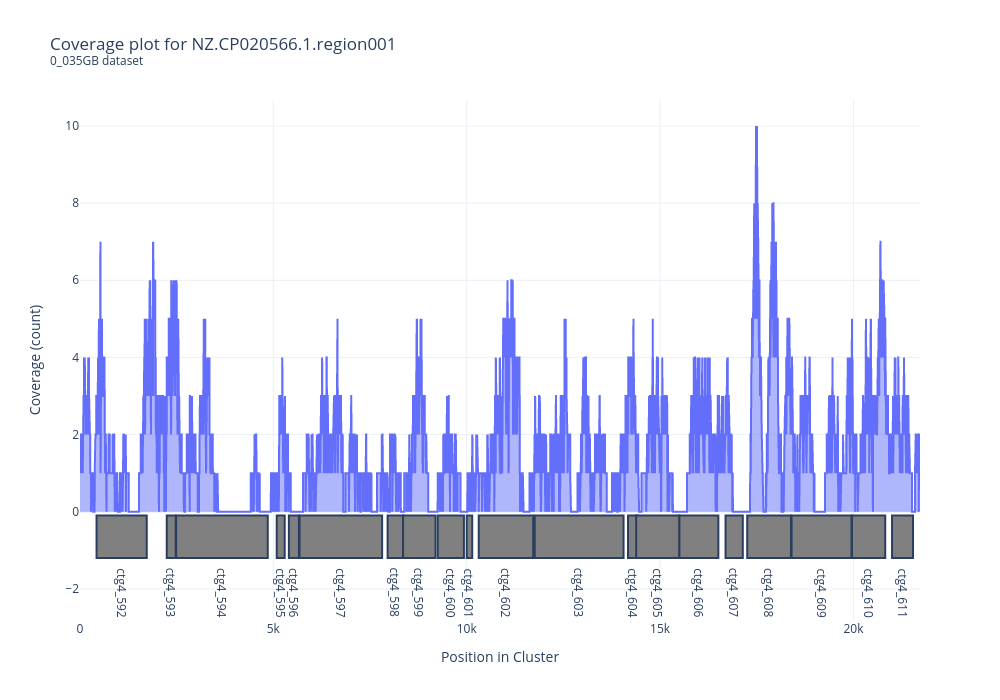 Coverage plot for NZ.CP020566.1.region001
0_035GB dataset
10
8
6
4
2
0
−2
Coverage (count)
ctg4_592
ctg4_593
ctg4_594
ctg4_595
ctg4_596
ctg4_597
ctg4_598
ctg4_599
ctg4_600
ctg4_601
ctg4_602
ctg4_603
ctg4_604
ctg4_605
ctg4_606
ctg4_607
ctg4_608
ctg4_609
ctg4_610
ctg4_611
0
5k
10k
15k
20k
Position in Cluster